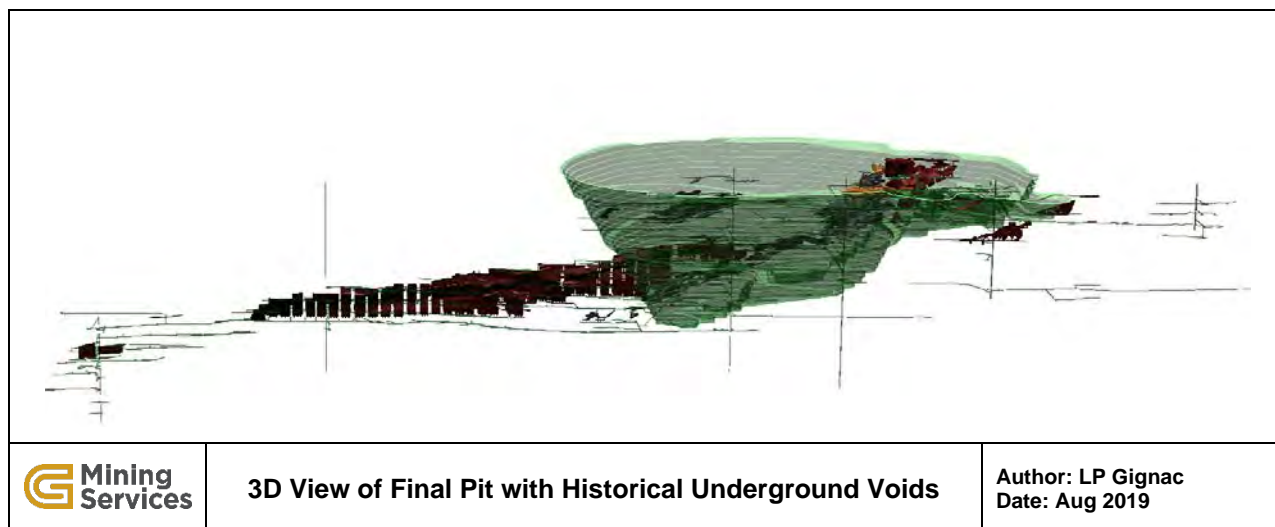 Mining
Services
3D View of Final Pit with Historical Underground Voids
Author: LP Gignac
Date: Aug 2019